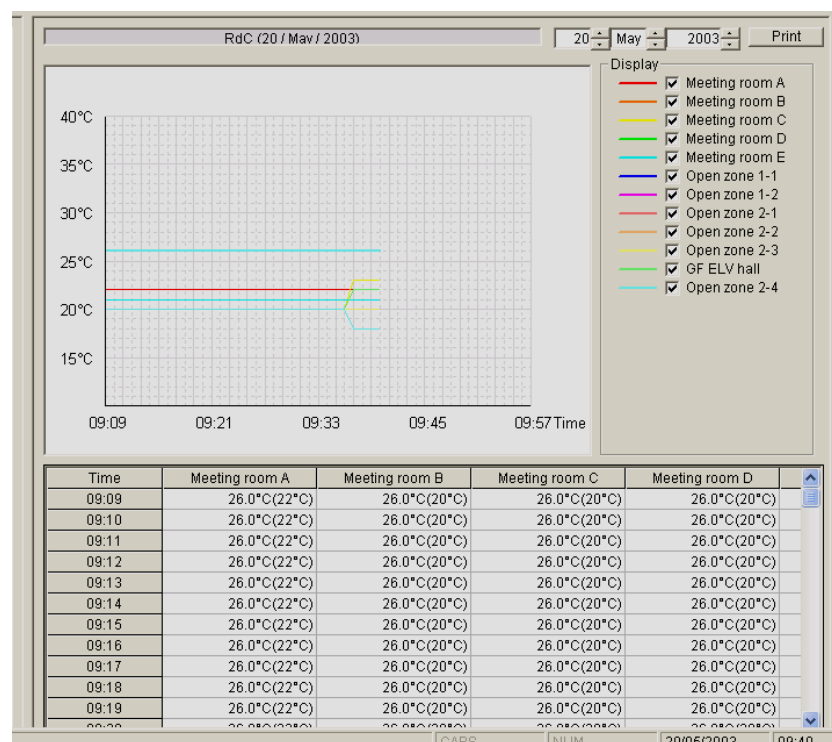 RdC (20 / May / 2003)
20 May 2003 Print
Display
Meeting room A
Meeting room B
Meeting room C
Meeting room D
Meeting room E
Open zone 1-1
Open zone 1-2
Open zone 2-1
Open zone 2-2
Open zone 2-3
GF ELV hall
Open zone 2-4
40°C
35°C
30°C
25°C
20°C
15°C
09:09 09:21 09:33 09:45 09:57 Time
Time Meeting room A Meeting room B Meeting room C Meeting room D
09:09 26.0°C(22°C) 26.0°C(20°C) 26.0°C(20°C) 26.0°C(20°C)
09:10 26.0°C(22°C) 26.0°C(20°C) 26.0°C(20°C) 26.0°C(20°C)
09:11 26.0°C(22°C) 26.0°C(20°C) 26.0°C(20°C) 26.0°C(20°C)
09:12 26.0°C(22°C) 26.0°C(20°C) 26.0°C(20°C) 26.0°C(20°C)
09:13 26.0°C(22°C) 26.0°C(20°C) 26.0°C(20°C) 26.0°C(20°C)
09:14 26.0°C(22°C) 26.0°C(20°C) 26.0°C(20°C) 26.0°C(20°C)
09:15 26.0°C(22°C) 26.0°C(20°C) 26.0°C(20°C) 26.0°C(20°C)
09:16 26.0°C(22°C) 26.0°C(20°C) 26.0°C(20°C) 26.0°C(20°C)
09:17 26.0°C(22°C) 26.0°C(20°C) 26.0°C(20°C) 26.0°C(20°C)
09:18 26.0°C(22°C) 26.0°C(20°C) 26.0°C(20°C) 26.0°C(20°C)
09:19 26.0°C(22°C) 26.0°C(20°C) 26.0°C(20°C) 26.0°C(20°C)
CAPS NUM 20/05/2003 09:40